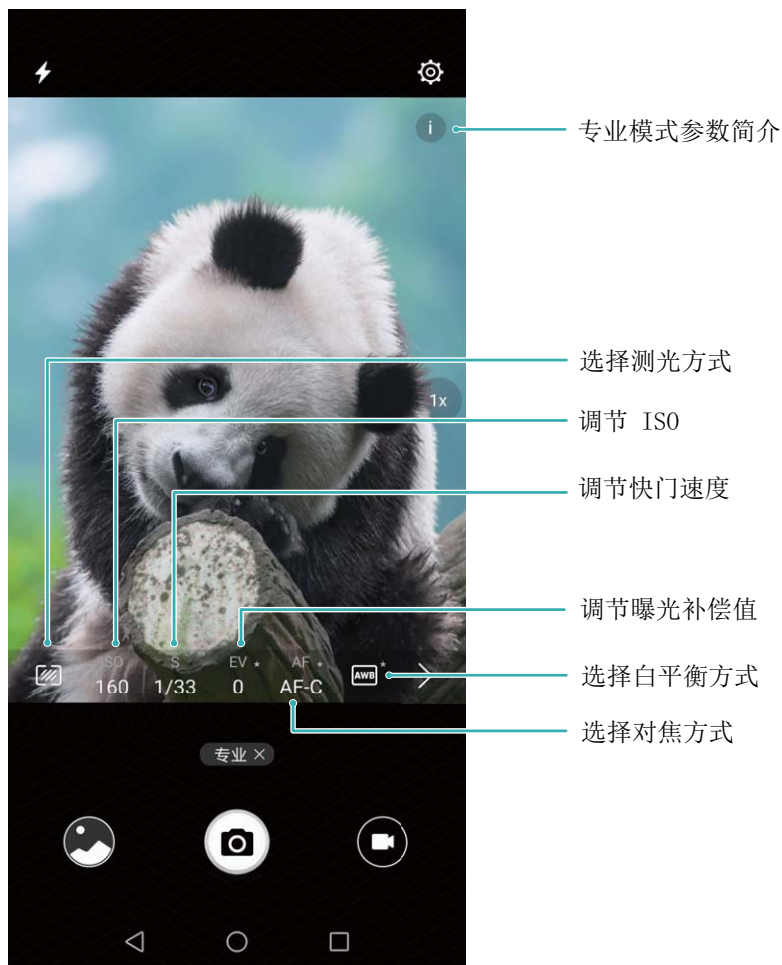 i
专业模式参数简介
选择测光方式
1x
调节 ISO
调节快门速度
调节曝光补偿值
ISO S EV * AF *
160 1/33 0 AF-C AWB *
选择白平衡方式
选择对焦方式
专业 ×